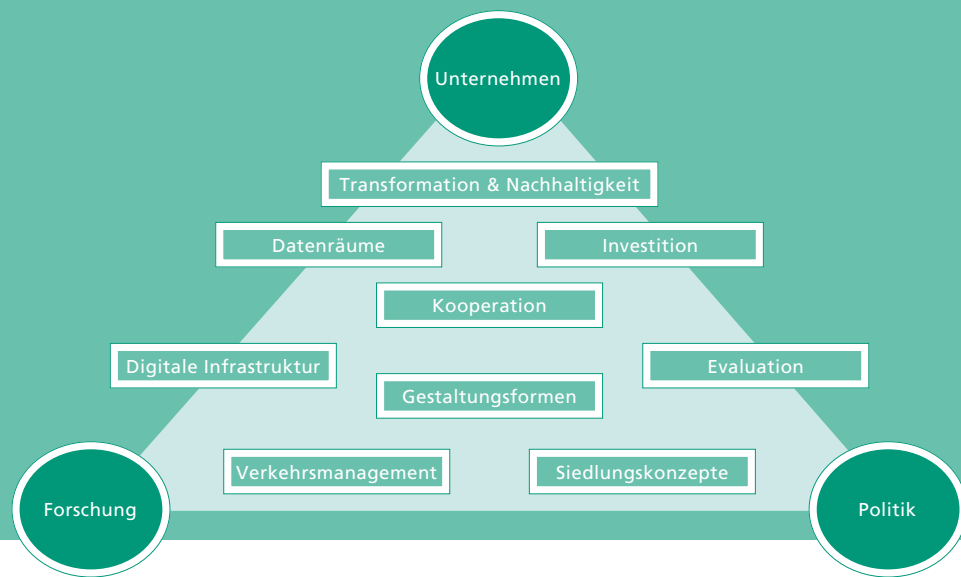 Unternehmen
Transformation & Nachhaltigkeit
Datenräume
Investition
Kooperation
Digitale Infrastruktur
Evaluation
Gestaltungsformen
Verkehrsmanagement
Siedlungskonzepte
Forschung
Politik